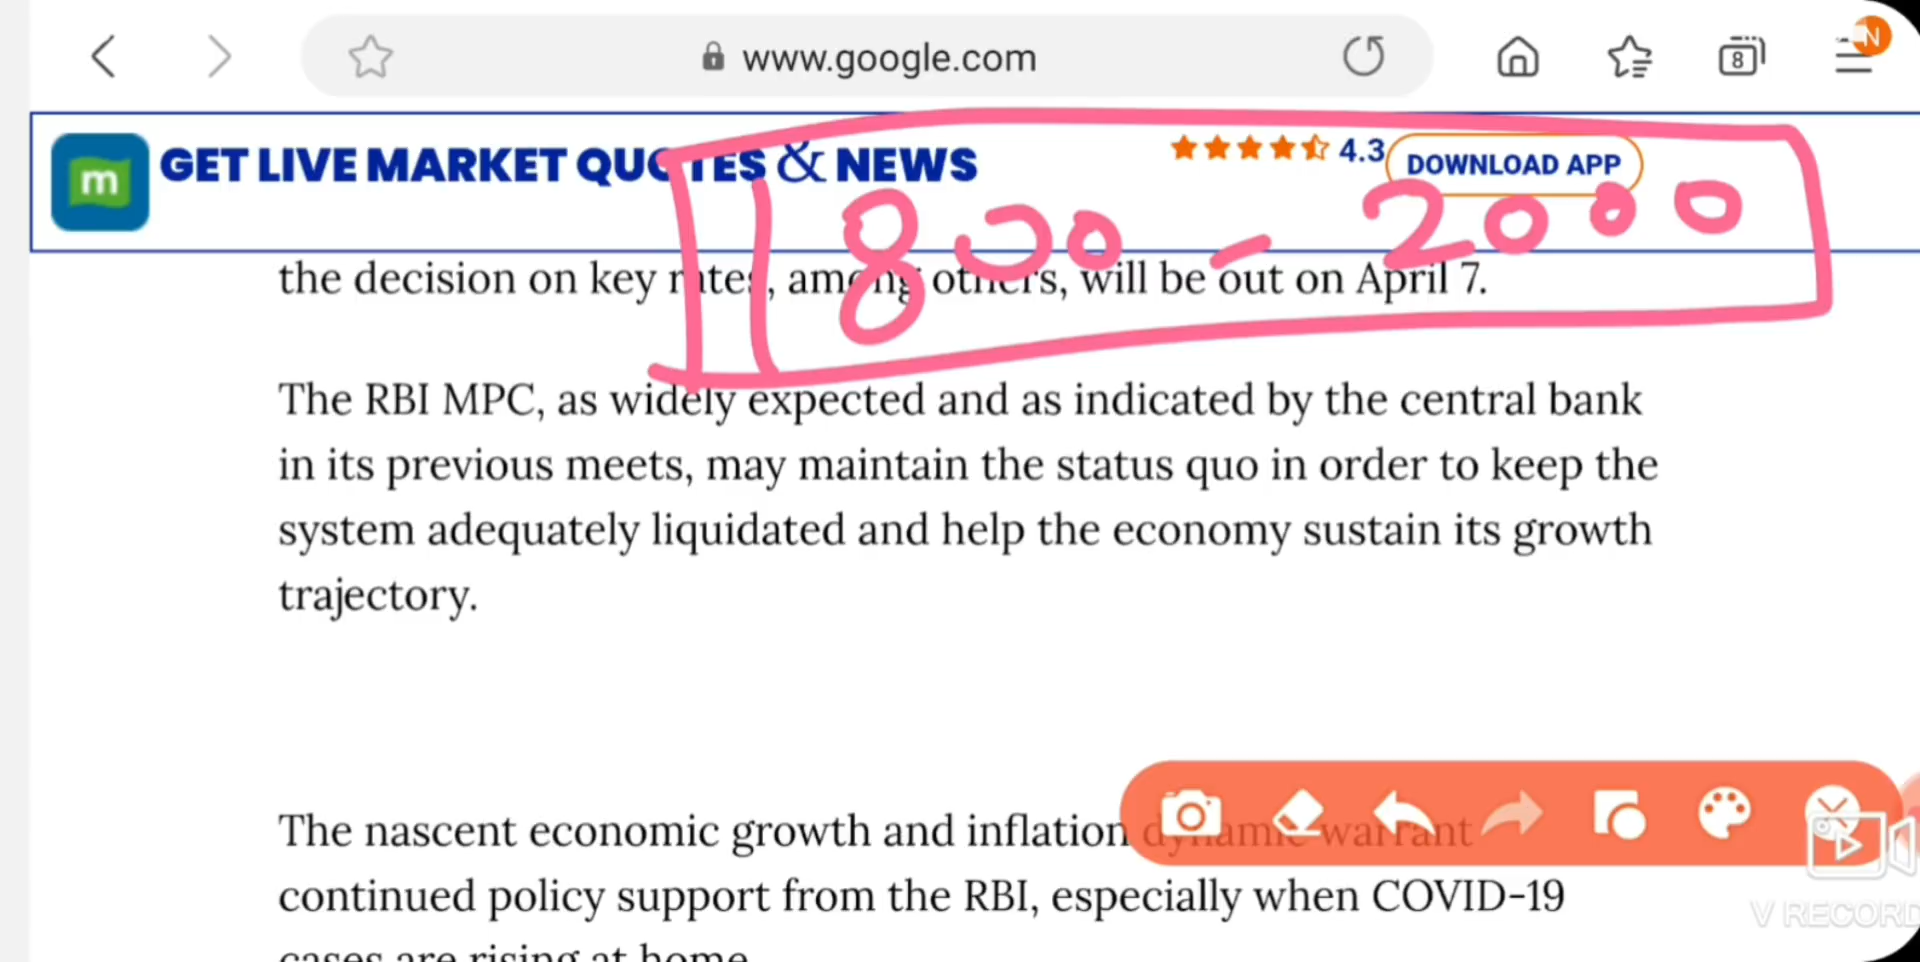 www.google.com
8
N
m
GET LIVE MARKET QUOTES & NEWS
4.3
DOWNLOAD APP
1800 - 2000
the decision on key rates, among others, will be out on April 7.
The RBI MPC, as widely expected and as indicated by the central bank
in its previous meets, may maintain the status quo in order to keep the
system adequately liquidated and help the economy sustain its growth
trajectory.
The nascent economic growth and inflation dynamic warrant
continued policy support from the RBI, especially when COVID-19
cases are rising at home
V RECORD